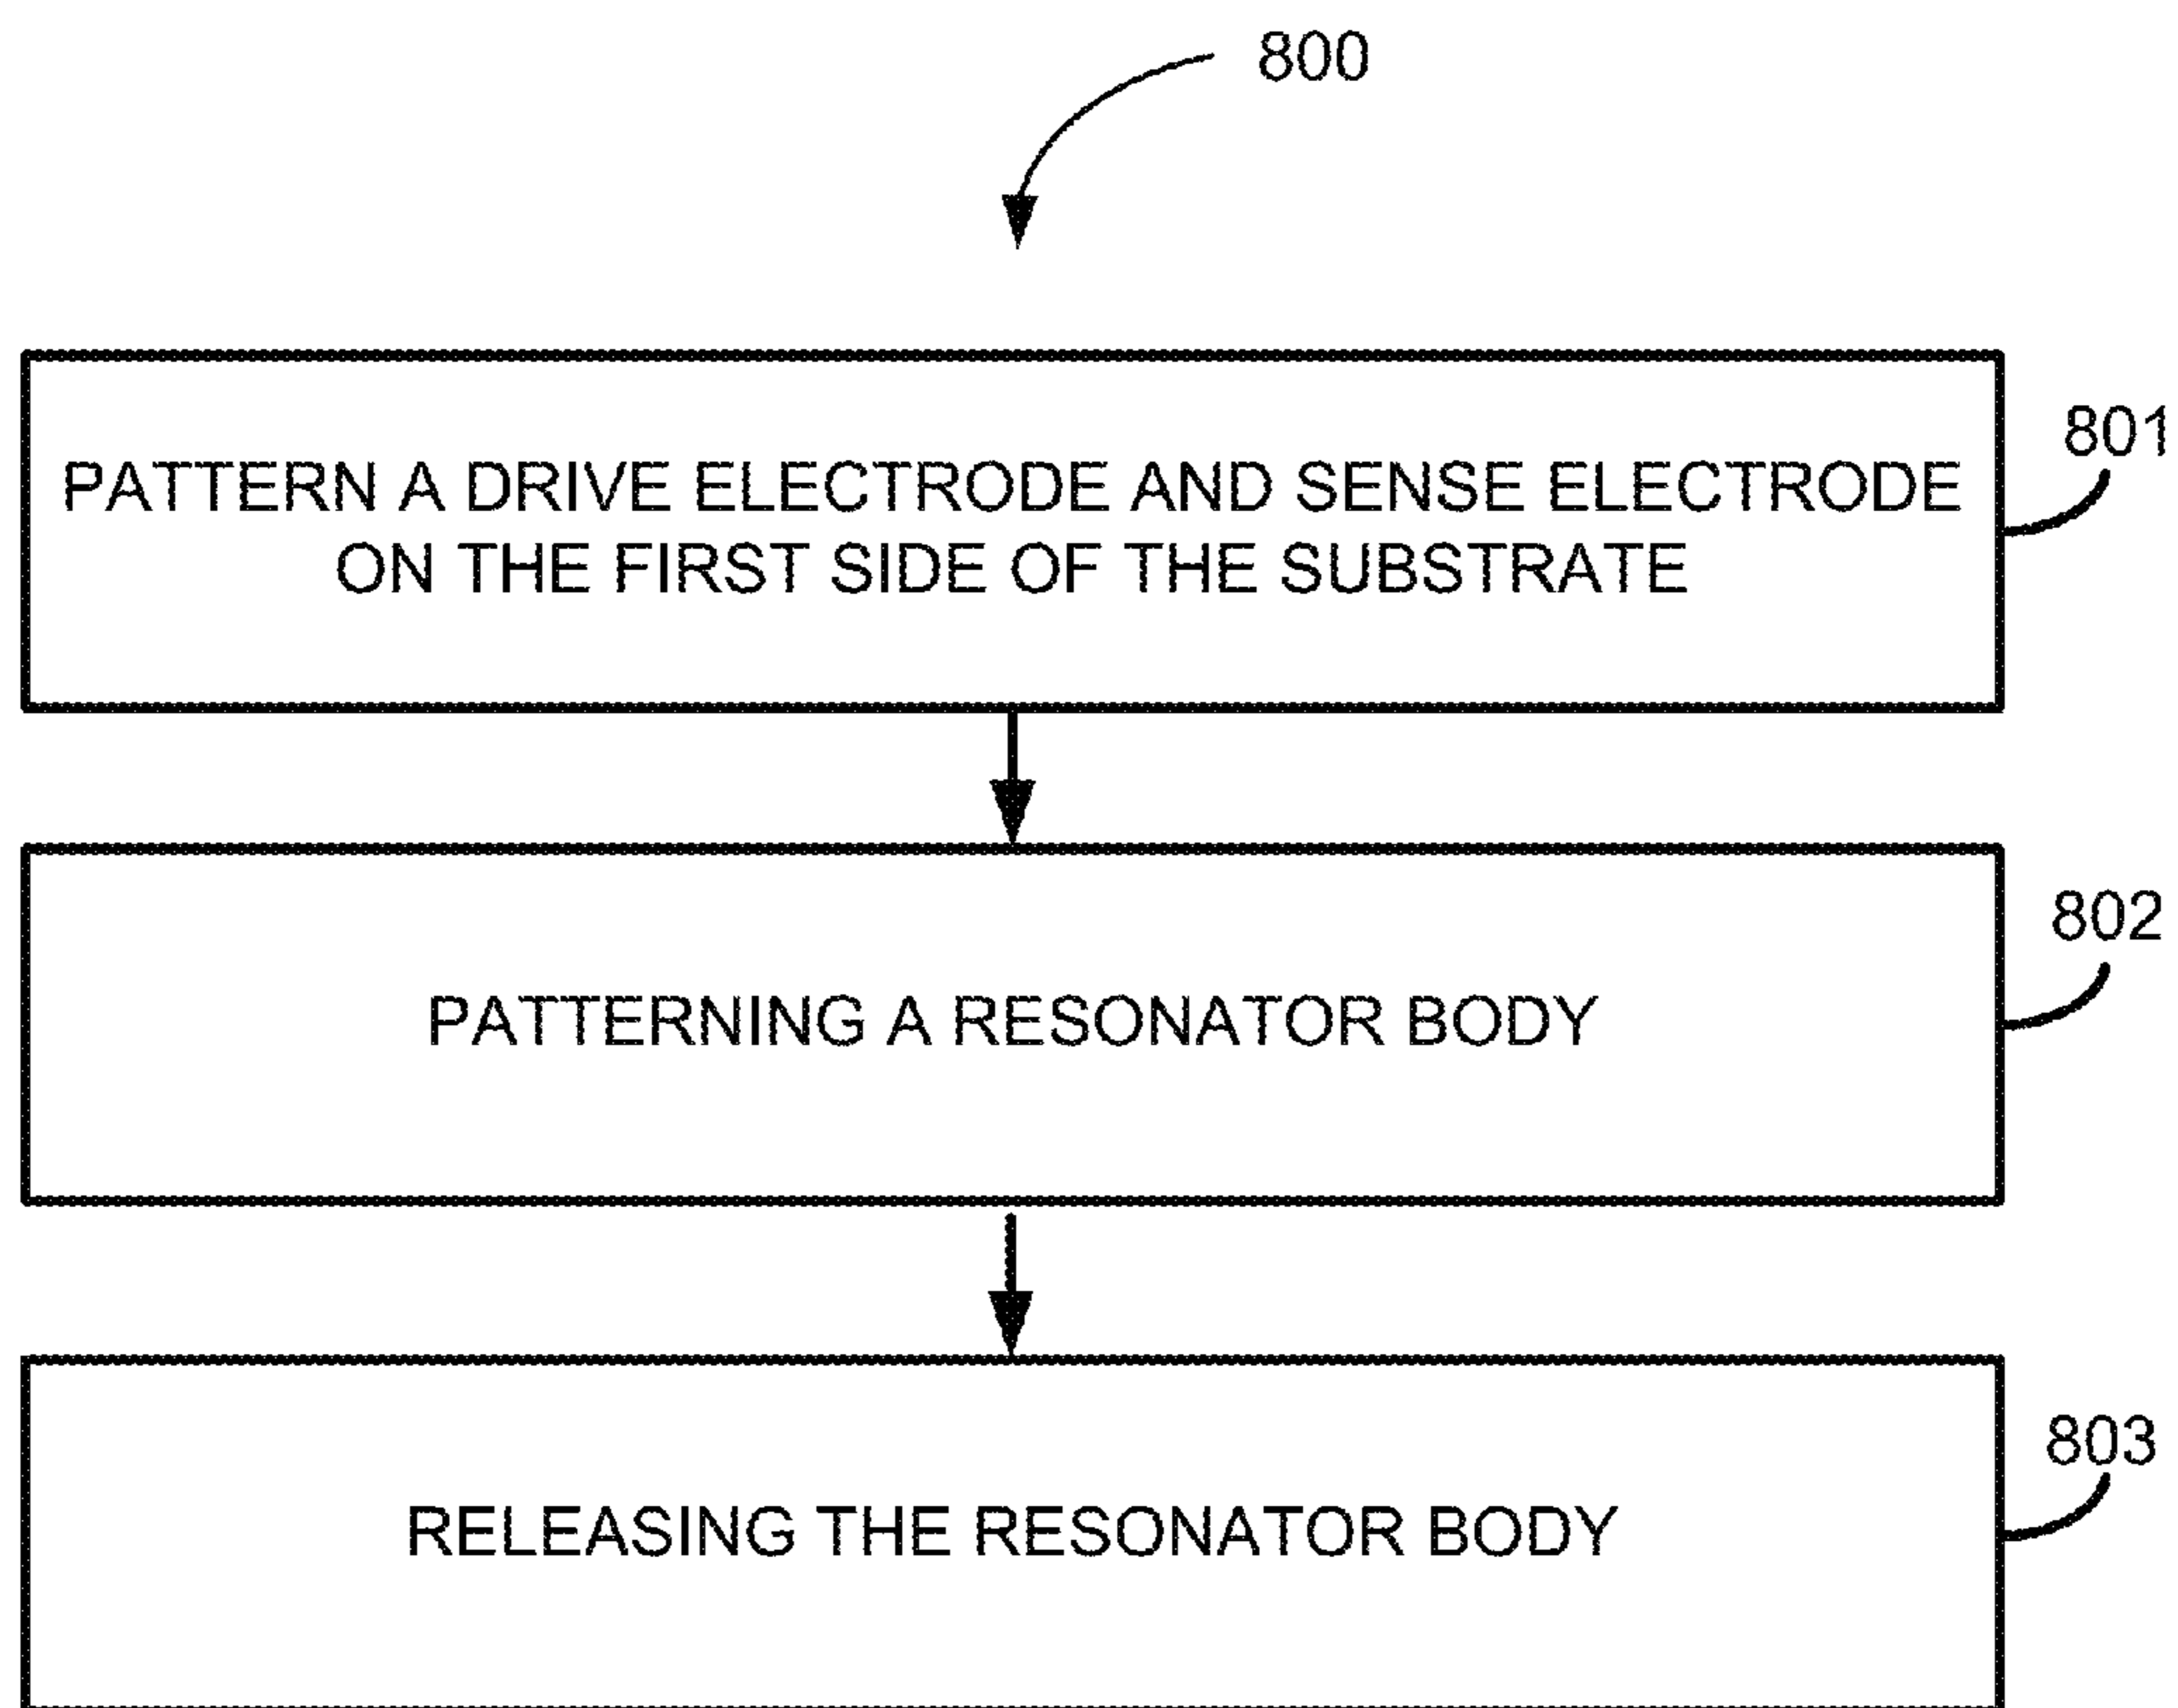 800
PATTERN A DRIVE ELECTRODE AND SENSE ELECTRODE
ON THE FIRST SIDE OF THE SUBSTRATE
801
PATTERNING A RESONATOR BODY
802
RELEASING THE RESONATOR BODY
803